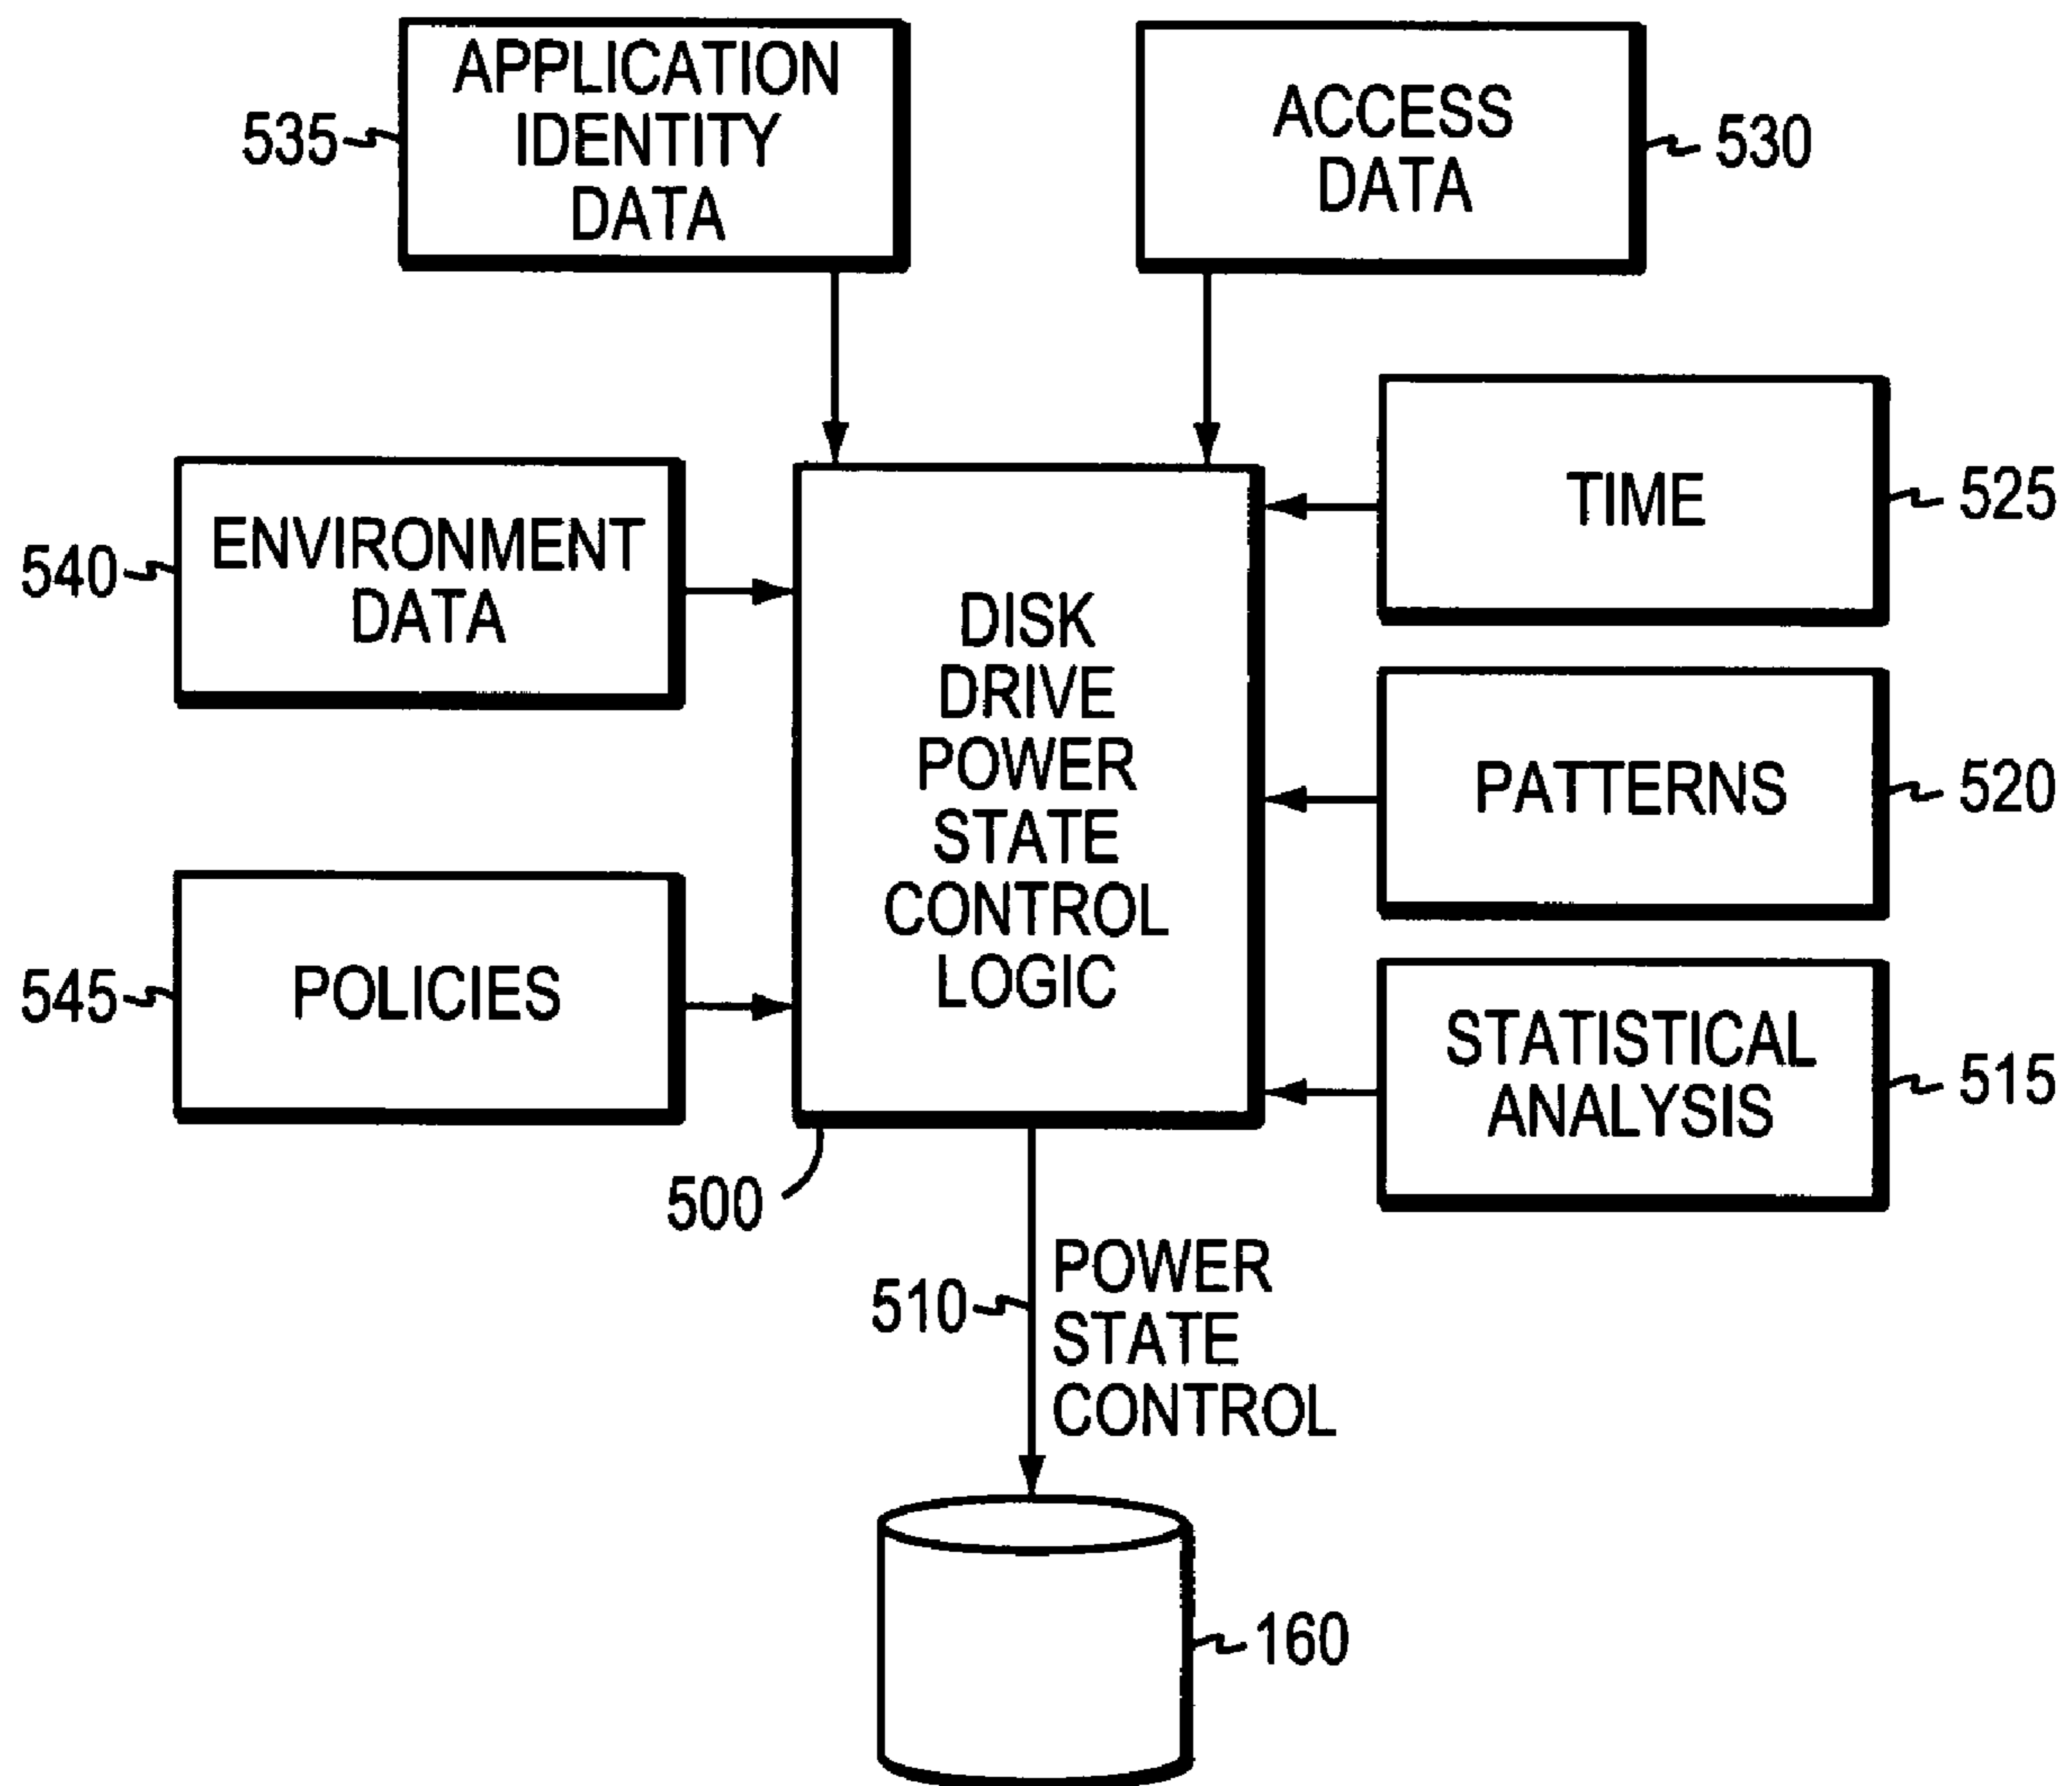 APPLICATION
IDENTITY
DATA
535
ACCESS
DATA
530
TIME
525
ENVIRONMENT
DATA
540
DISK
DRIVE
POWER
STATE
CONTROL
LOGIC
PATTERNS
520
POLICIES
545
STATISTICAL
ANALYSIS
515
500
510
POWER
STATE
CONTROL
160